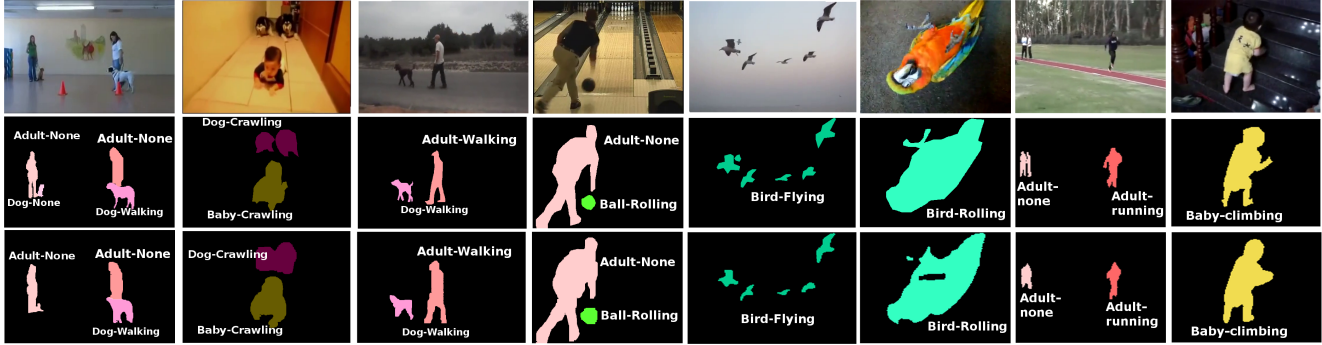 Adult-None
Adult-None
Dog-None
Dog-Walking
Dog-Crawling
Baby-Crawling
Adult-Walking
Dog-Walking
Adult-None
Ball-Rolling
Bird-Flying
Bird-Rolling
Adult-
none
Adult-
running
Baby-climbing
Adult-None
Adult-None
Dog-Walking
Dog-Crawling
Baby-Crawling
Adult-Walking
Dog-Walking
Adult-None
Ball-Rolling
Bird-Flying
Bird-Rolling
Adult-
none
Adult-
running
Baby-climbing